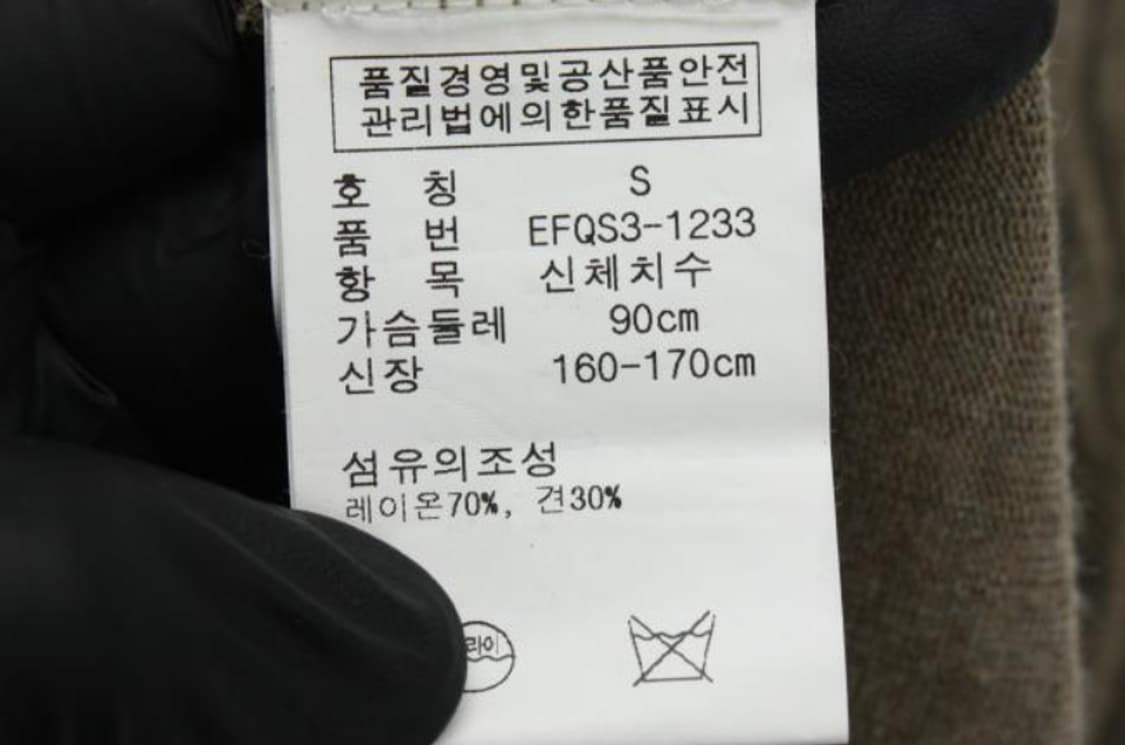 품질경영및공산품안전
관리법에의한품질표시
호 칭 S
품 번 EFQS3-1233
항 목 신체치수
가슴둘레 90cm
신장 160-170cm
섬유의조성
레이온70%, 견30%
라이